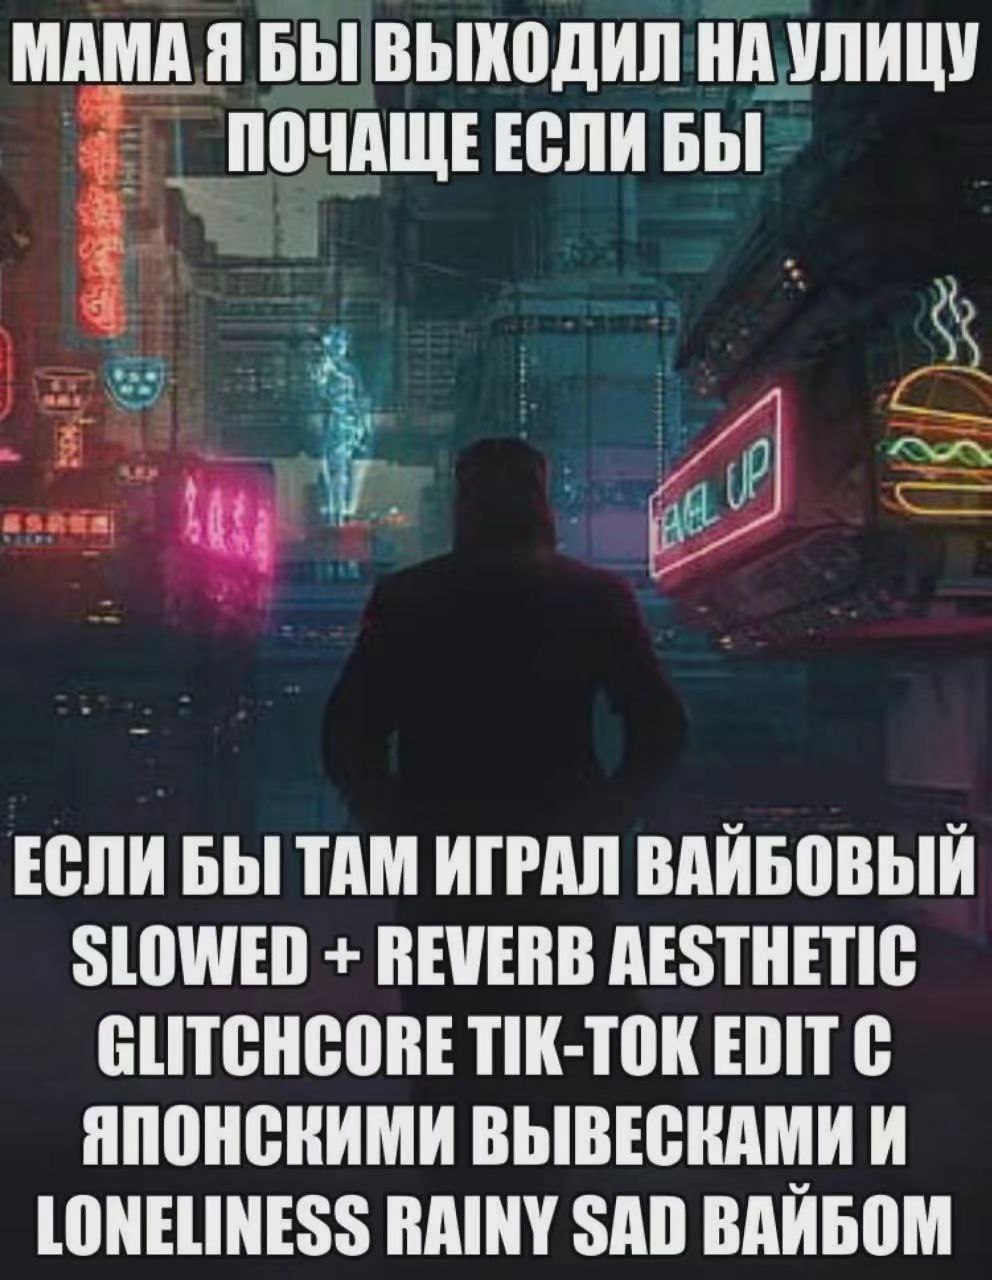 МАМА Я БЫ ВЫХОДИЛ НА УЛИЦУ
ПОЧАЩЕ ЕСЛИ БЫ
UP
ЕСЛИ БЫ ТАМ ИГРАЛ ВАЙБОВЫЙ
SLOWED + REVERB AESTHETIC
GLITCHCORE TIK-TOK EDIT С
ЯПОНСКИМИ ВЫВЕСКАМИ И
LONELINESS RAINY SAD ВАЙБОМ